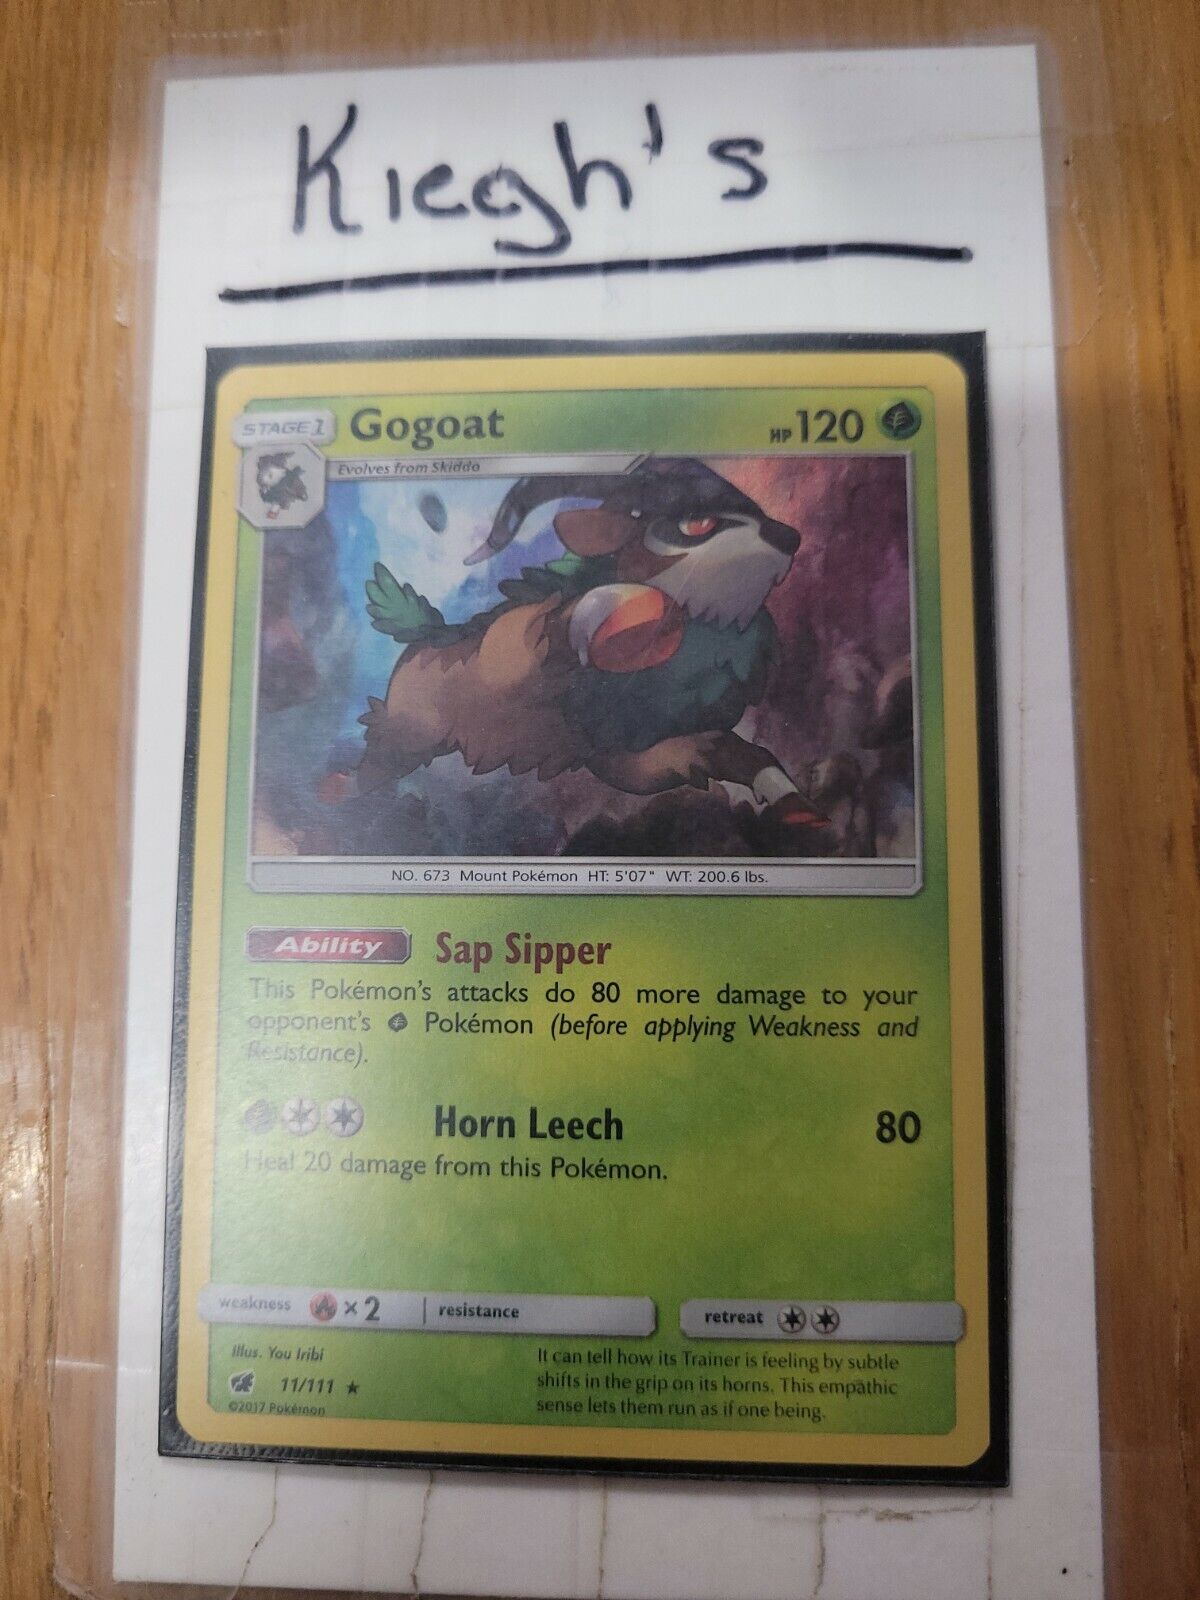 Kiegh's
STAGE 1 Gogoat HP 120
Evolves from Skiddo
NO. 673 Mount Pokémon HT: 5'07" WT: 200.6 lbs.
Ability Sap Sipper
This Pokémon's attacks do 80 more damage to your
opponent's Pokémon (before applying Weakness and
Resistance).
Horn Leech 80
Heal 20 damage from this Pokémon.
weakness ×2 resistance retreat
Illus. You Iribi
It can tell how its Trainer is feeling by subtle
shifts in the grip on its horns. This empathic
sense lets them run as if one being.
11/111 ★
©2017 Pokémon